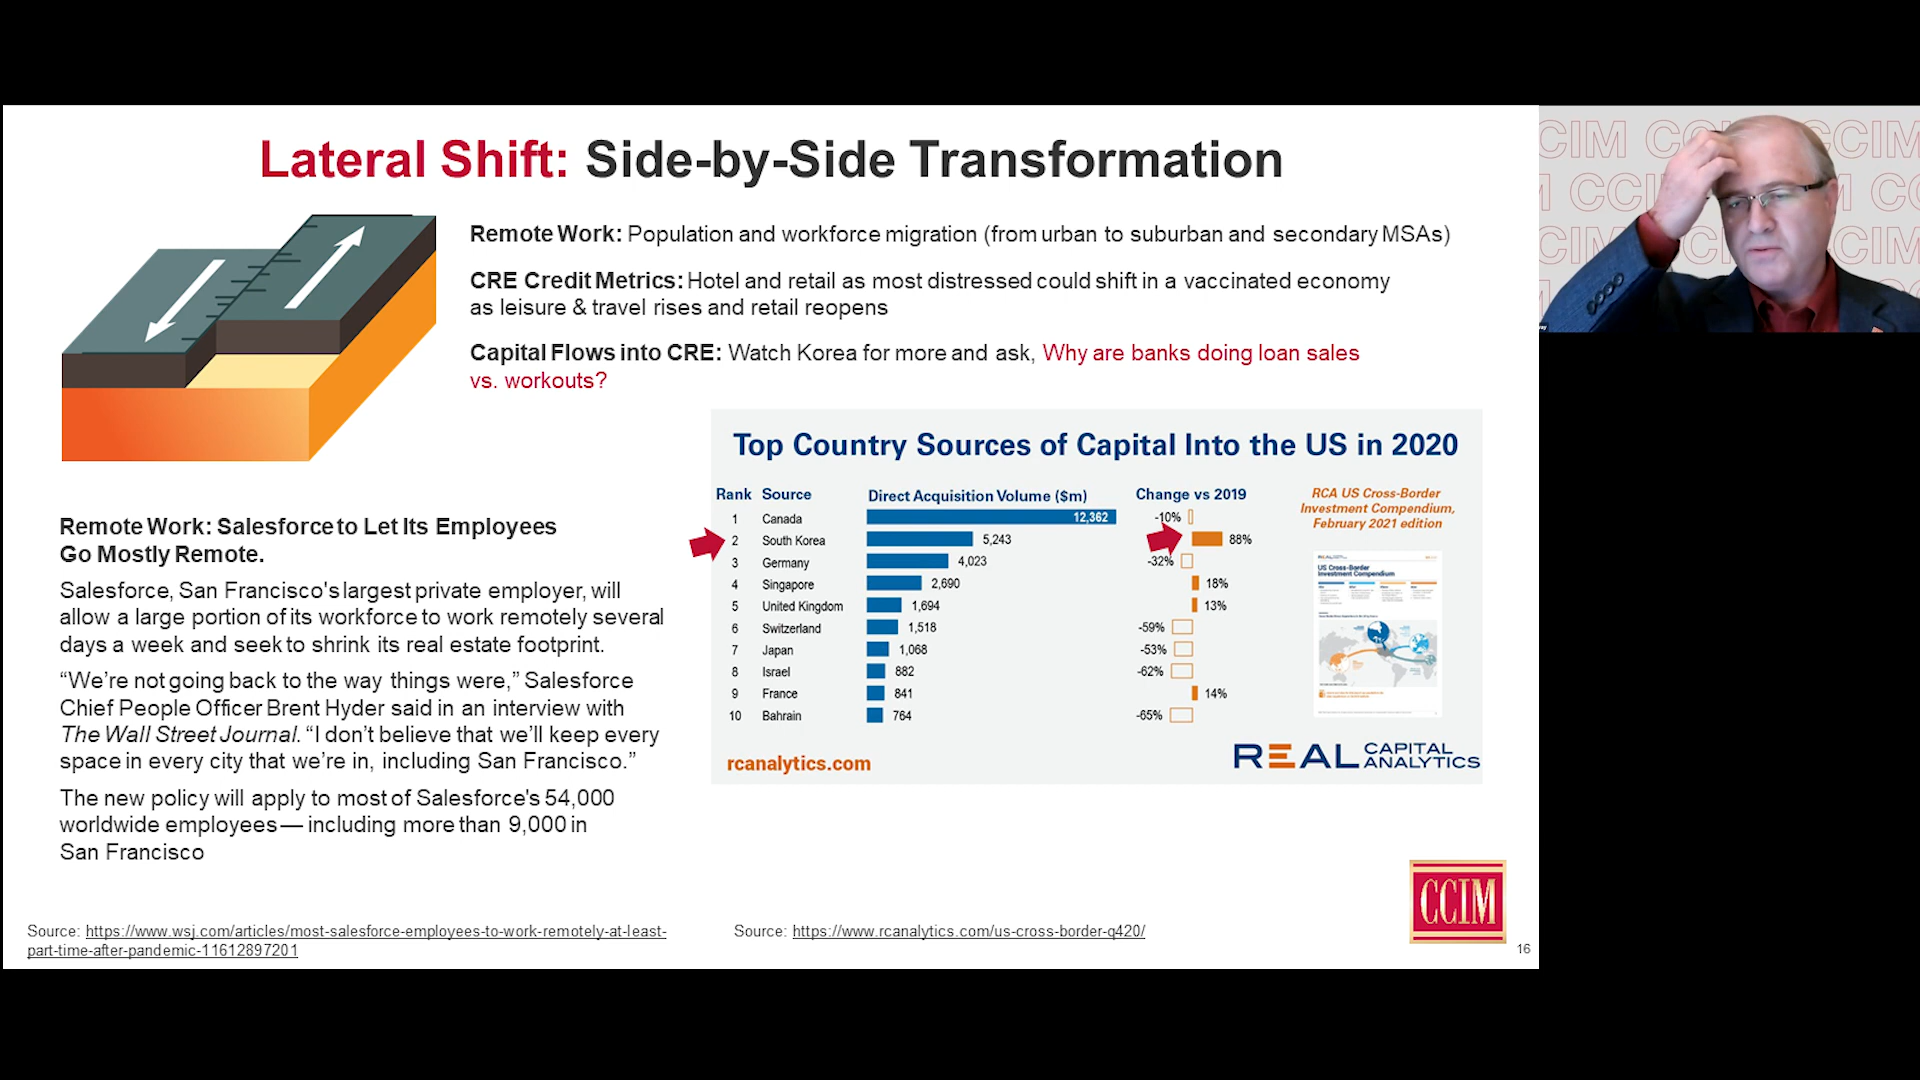 Lateral Shift: Side-by-Side Transformation
Remote Work: Population and workforce migration (from urban to suburban and secondary MSAs)
CRE Credit Metrics: Hotel and retail as most distressed could shift in a vaccinated economy
as leisure & travel rises and retail reopens
Capital Flows into CRE: Watch Korea for more and ask, Why are banks doing loan sales
vs. workouts?
Remote Work: Salesforce to Let Its Employees
Go Mostly Remote.
Salesforce, San Francisco's largest private employer, will
allow a large portion of its workforce to work remotely several
days a week and seek to shrink its real estate footprint.
“We’re not going back to the way things were,” Salesforce
Chief People Officer Brent Hyder said in an interview with
The Wall Street Journal. “I don’t believe that we’ll keep every
space in every city that we’re in, including San Francisco.”
The new policy will apply to most of Salesforce's 54,000
worldwide employees — including more than 9,000 in
San Francisco
Top Country Sources of Capital Into the US in 2020
Rank Source Direct Acquisition Volume ($m) Change vs 2019
1 Canada 12,362 -10%
2 South Korea 5,243 88%
3 Germany 4,023 -32%
4 Singapore 2,690 18%
5 United Kingdom 1,694 13%
6 Switzerland 1,518 -59%
7 Japan 1,068 -53%
8 Israel 882 -62%
9 France 841 14%
10 Bahrain 764 -65%
RCA US Cross-Border
Investment Compendium,
February 2021 edition
US Cross-Border
Investment Compendium
rcanalytics.com
REAL CAPITAL
ANALYTICS
CCIM
Source: https://www.wsj.com/articles/most-salesforce-employees-to-work-remotely-at-least-
part-time-after-pandemic-11612897201
Source: https://www.rcanalytics.com/us-cross-border-q420/
16
CIM CC CCIM
CCI CC
CIM CCIM